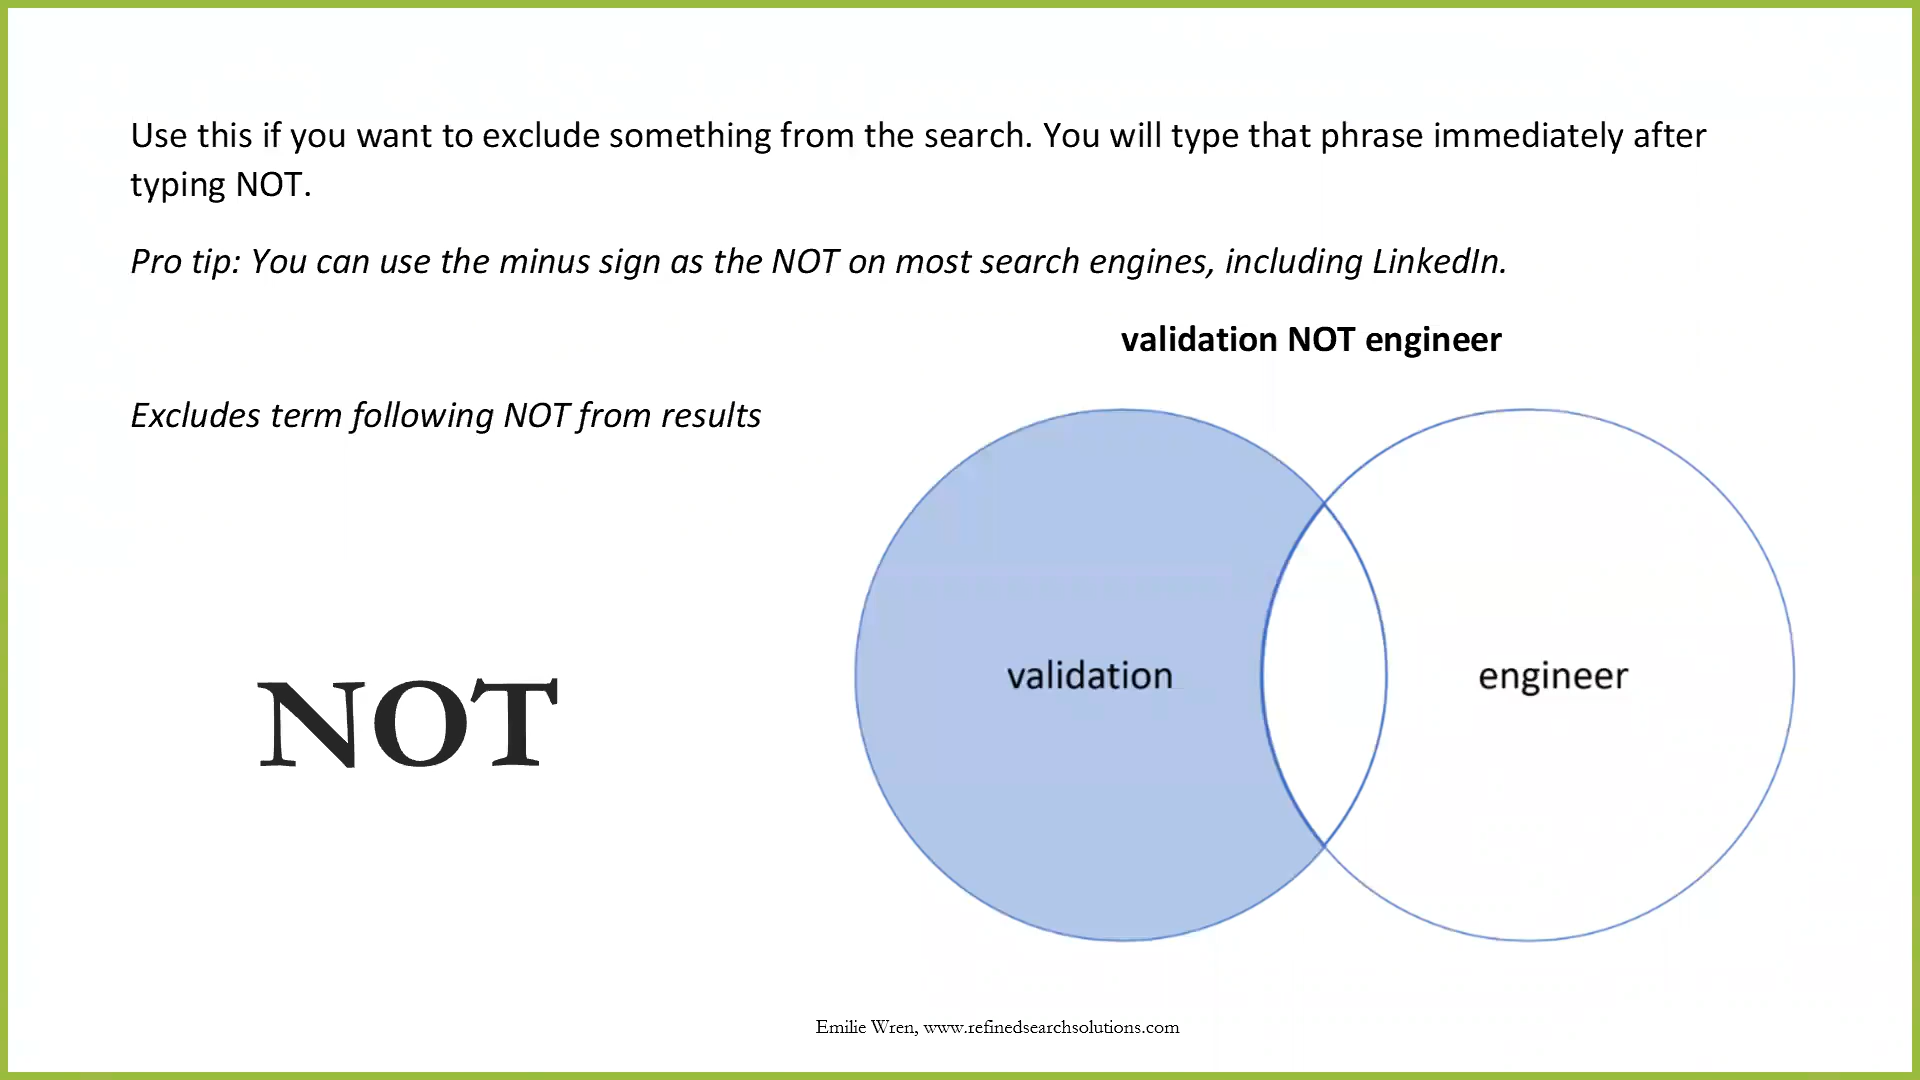 Use this if you want to exclude something from the search. You will type that phrase immediately after
typing NOT.
Pro tip: You can use the minus sign as the NOT on most search engines, including LinkedIn.
validation NOT engineer
Excludes term following NOT from results
validation
engineer
NOT
Emilie Wren, www.refinedsearchsolutions.com